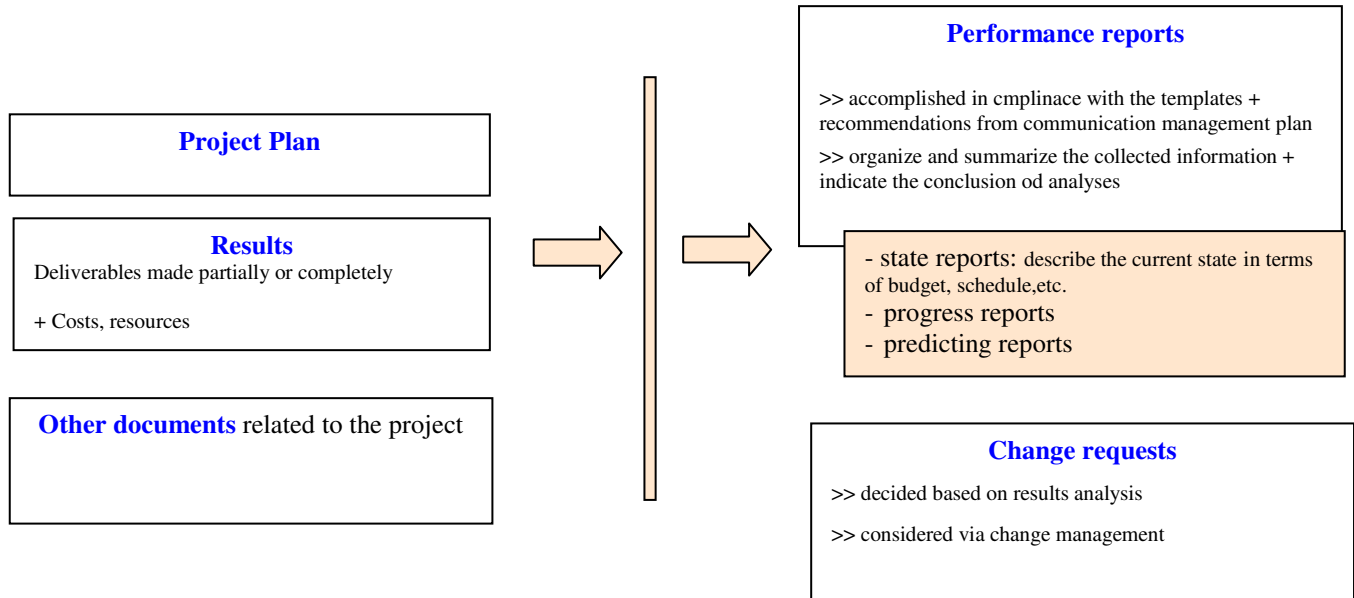 Project Plan
Results
Deliverables made partially or completely
+ Costs, resources
Other documents related to the project
Performance reports
>> accomplished in cmplinace with the templates +
recommendations from communication management plan
>> organize and summarize the collected information +
indicate the conclusion od analyses
- state reports: describe the current state in terms
of budget, schedule,etc.
- progress reports
- predicting reports
Change requests
>> decided based on results analysis
>> considered via change management